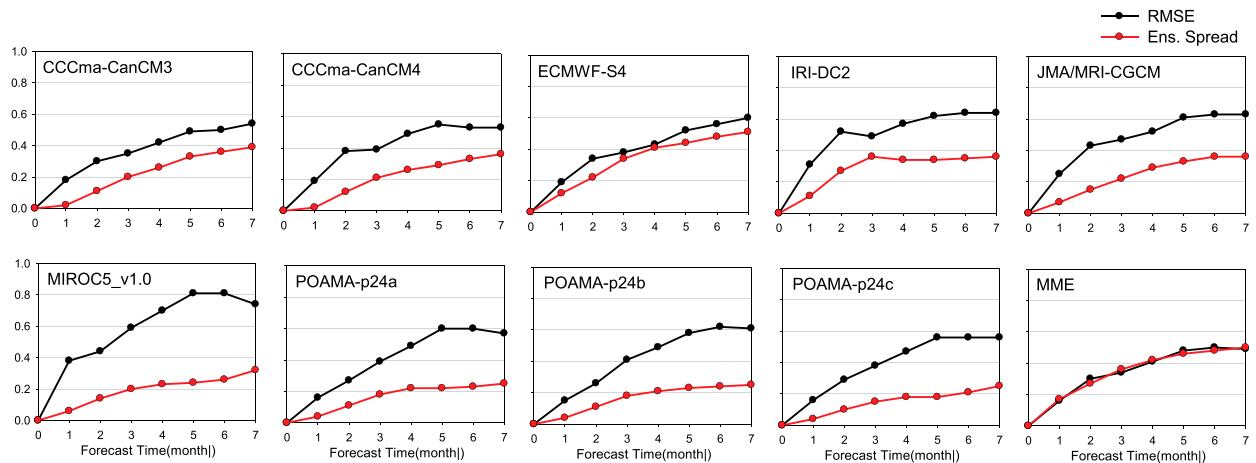 RMSE
Ens. Spread
CCCma-CanCM3
CCCma-CanCM4
ECMWF-S4
IRI-DC2
JMA/MRI-CGCM
1.0
0.8
0.6
0.4
0.2
0.0
0 1 2 3 4 5 6 7
0 1 2 3 4 5 6 7
0 1 2 3 4 5 6 7
0 1 2 3 4 5 6 7
0 1 2 3 4 5 6 7
MIROC5_v1.0
POAMA-p24a
POAMA-p24b
POAMA-p24c
MME
1.0
0.8
0.6
0.4
0.2
0.0
0 1 2 3 4 5 6 7
0 1 2 3 4 5 6 7
0 1 2 3 4 5 6 7
0 1 2 3 4 5 6 7
0 1 2 3 4 5 6 7
Forecast Time(month|)
Forecast Time(month|)
Forecast Time(month|)
Forecast Time(month|)
Forecast Time(month|)